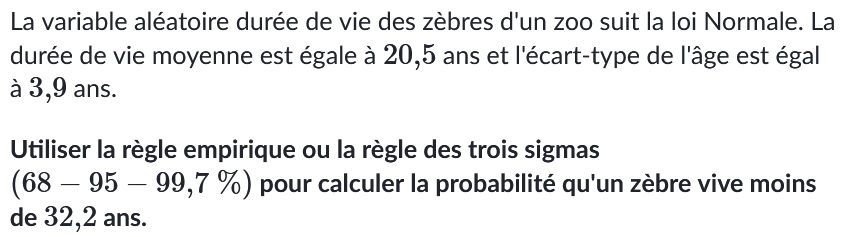 La variable aléatoire durée de vie des zèbres d'un zoo suit la loi Normale. La
durée de vie moyenne est égale à 20,5 ans et l'écart-type de l'âge est égal
à 3,9 ans.
Utiliser la règle empirique ou la règle des trois sigmas
(68 − 95 − 99,7 %) pour calculer la probabilité qu'un zèbre vive moins
de 32,2 ans.